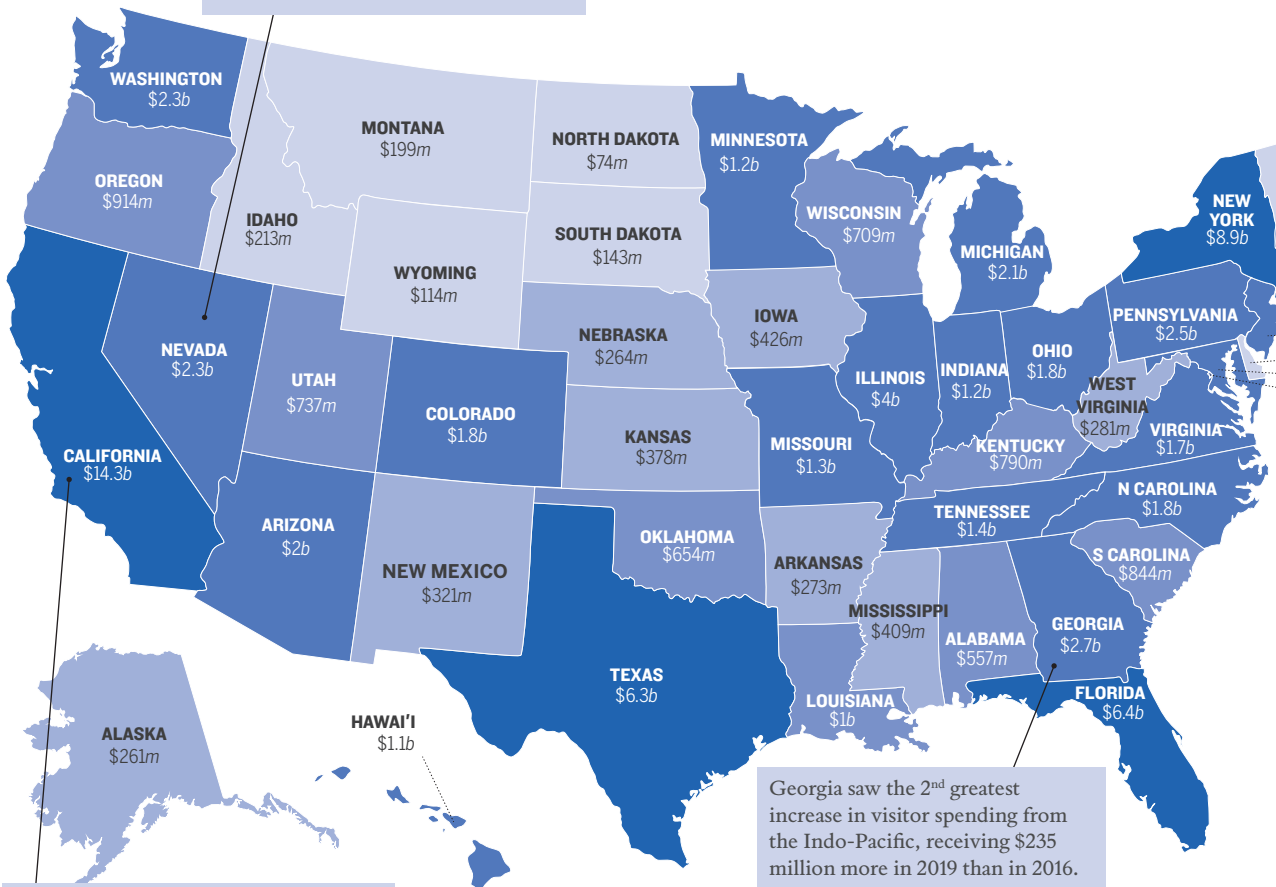 WASHINGTON
$2.3b
MONTANA
$199m
NORTH DAKOTA
$74m
MINNESOTA
$1.2b
OREGON
$914m
IDAHO
$213m
WISCONSIN
$709m
NEW
YORK
$8.9b
SOUTH DAKOTA
$143m
MICHIGAN
$2.1b
WYOMING
$114m
IOWA
$426m
PENNSYLVANIA
$2.5b
NEBRASKA
$264m
NEVADA
$2.3b
OHIO
$1.8b
UTAH
$737m
ILLINOIS
$4b
INDIANA
$1.2b
WEST
VIRGINIA
$281m
COLORADO
$1.8b
KANSAS
$378m
MISSOURI
$1.3b
KENTUCKY
$790m
VIRGINIA
$1.7b
CALIFORNIA
$14.3b
N CAROLINA
$1.8b
ARIZONA
$2b
TENNESSEE
$1.4b
OKLAHOMA
$654m
S CAROLINA
$844m
NEW MEXICO
$321m
ARKANSAS
$273m
MISSISSIPPI
$409m
ALABAMA
$557m
GEORGIA
$2.7b
TEXAS
$6.3b
LOUISIANA
$1b
FLORIDA
$6.4b
ALASKA
$261m
HAWAI'I
$1.1b
Georgia saw the 2nd greatest
increase in visitor spending from
the Indo-Pacific, receiving $235
million more in 2019 than in 2016.